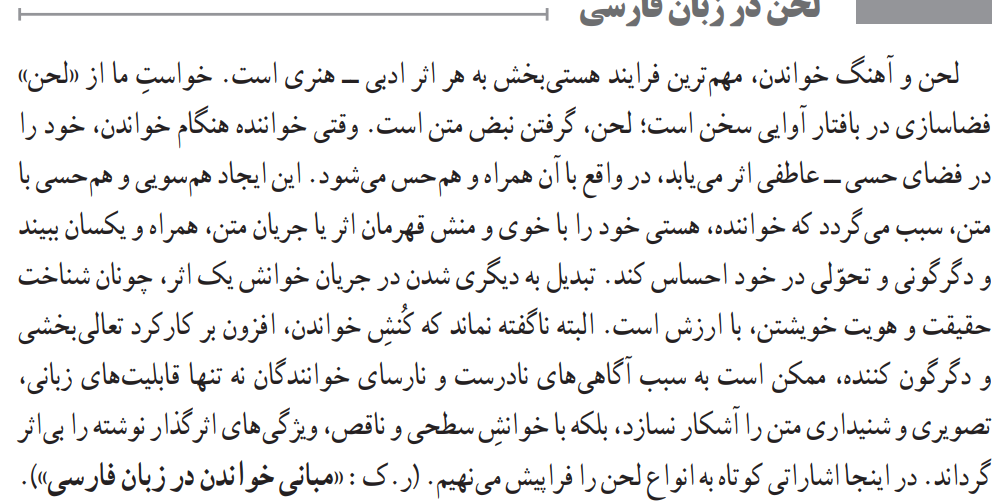 لحن در زبان فارسی
لحن و آهنگ خواندن، مهم‌ترین فرایند هستی‌بخش به هر اثر ادبی ـ هنری است. خواستِ ما از «لحن»
فضاسازی در بافتار آوایی سخن است؛ لحن، گرفتن نبض متن است. وقتی خواننده هنگام خواندن، خود را
در فضای حسی ـ عاطفی اثر می‌یابد، در واقع با آن همراه و هم‌حس می‌شود. این ایجاد هم‌سویی و هم‌حسی با
متن، سبب می‌گردد که خواننده، هستی خود را با خوی و منش قهرمان اثر یا جریان متن، همراه و یکسان ببیند
و دگرگونی و تحوّلی در خود احساس کند. تبدیل به دیگری شدن در جریان خوانش یک اثر، چونان شناخت
حقیقت و هویت خویشتن، با ارزش است. البته ناگفته نماند که کُنشِ خواندن، افزون بر کارکرد تعالی‌بخشی
و دگرگون کننده، ممکن است به سبب آگاهی‌های نادرست و نارسای خوانندگان نه تنها قابلیت‌های زبانی،
تصویری و شنیداری متن را آشکار نسازد، بلکه با خوانشِ سطحی و ناقص، ویژگی‌های اثرگذار نوشته را بی‌اثر
گرداند. در اینجا اشاراتی کوتاه به انواع لحن را فراپیش می‌نهیم. (ر.ک : «مبانی خواندن در زبان فارسی»).